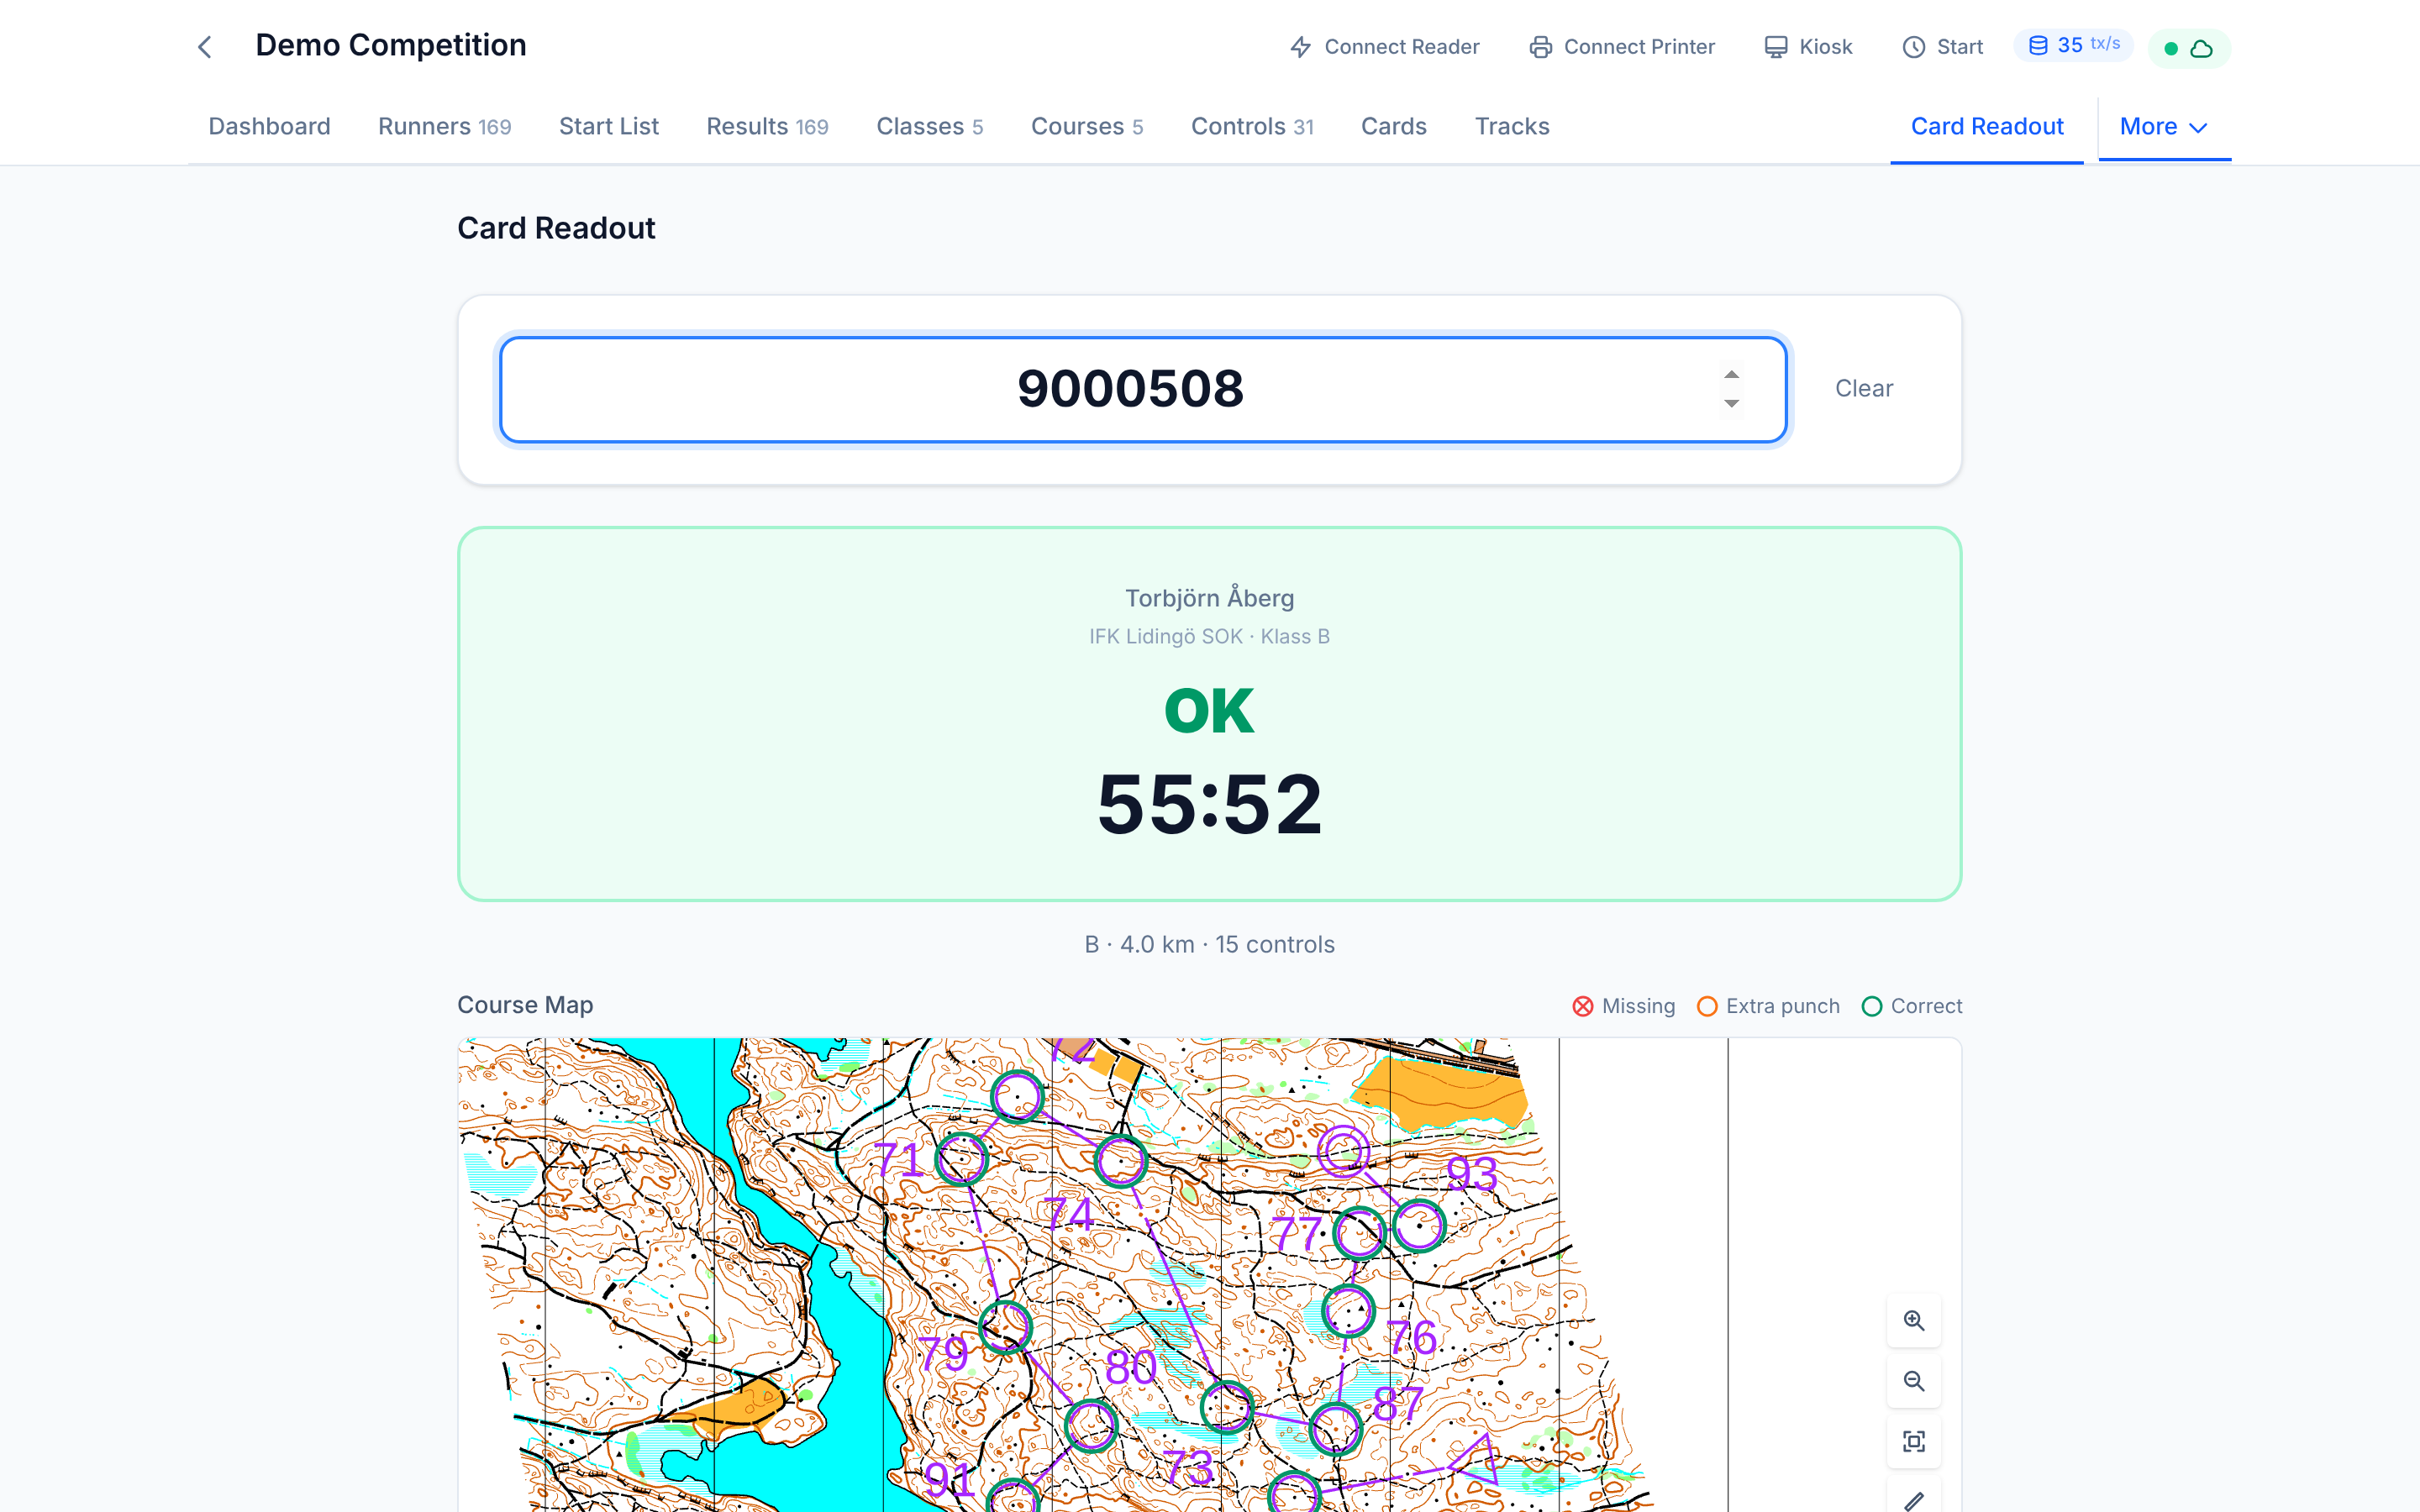 Demo Competition
Connect Reader
Connect Printer
Kiosk
Start
35 tx/s
Dashboard
Runners 169
Start List
Results 169
Classes 5
Courses 5
Controls 31
Cards
Tracks
Card Readout
More
Card Readout
9000508
Clear
Torbjörn Åberg
IFK Lidingö SOK · Klass B
OK
55:52
B · 4.0 km · 15 controls
Course Map
Missing
Extra punch
Correct
72
71
93
74
77
79
76
80
87
73
91